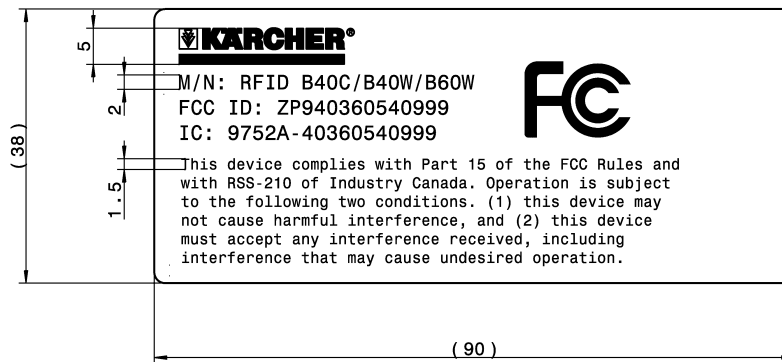 KÄRCHER®
M/N: RFID B40C/B40W/B60W
FCC ID: ZP940360540999
IC: 9752A-40360540999
FC
This device complies with Part 15 of the FCC Rules and
with RSS-210 of Industry Canada. Operation is subject
to the following two conditions. (1) this device may
not cause harmful interference, and (2) this device
must accept any interference received, including
interference that may cause undesired operation.
5
2
1.5
(38)
(90)